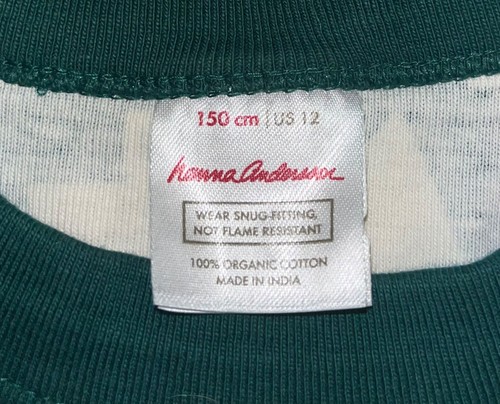 150 cm | US 12
hanna Andersson
WEAR SNUG-FITTING,
NOT FLAME RESISTANT
100% ORGANIC COTTON
MADE IN INDIA